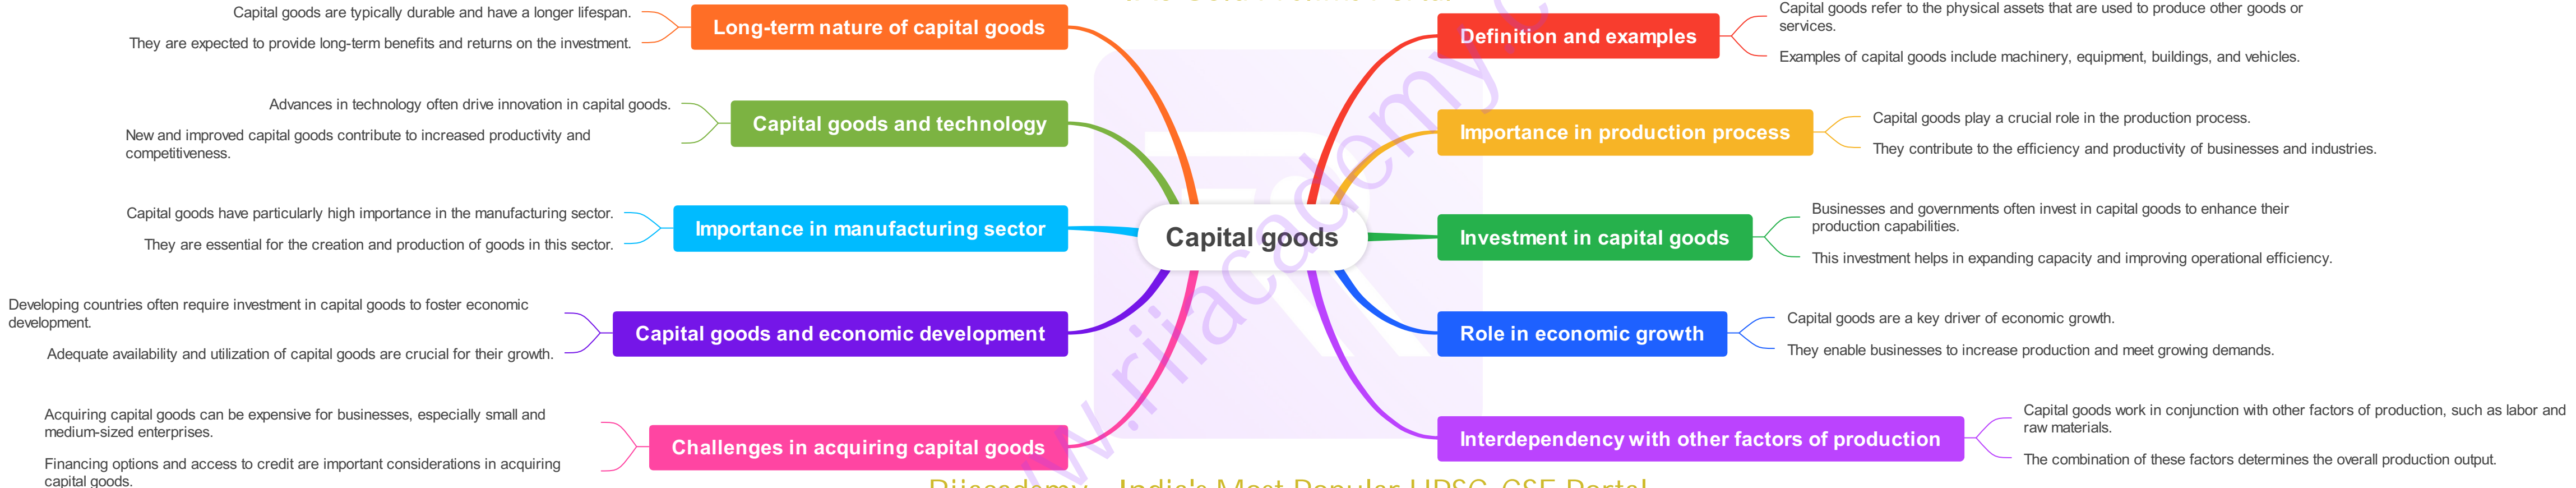 Capital goods
Definition and examples
Capital goods refer to the physical assets that are used to produce other goods or
services.
Examples of capital goods include machinery, equipment, buildings, and vehicles.
Importance in production process
Capital goods play a crucial role in the production process.
They contribute to the efficiency and productivity of businesses and industries.
Investment in capital goods
Businesses and governments often invest in capital goods to enhance their
production capabilities.
This investment helps in expanding capacity and improving operational efficiency.
Role in economic growth
Capital goods are a key driver of economic growth.
They enable businesses to increase production and meet growing demands.
Interdependency with other factors of production
Capital goods work in conjunction with other factors of production, such as labor and
raw materials.
The combination of these factors determines the overall production output.
Long-term nature of capital goods
Capital goods are typically durable and have a longer lifespan.
They are expected to provide long-term benefits and returns on the investment.
Capital goods and technology
Advances in technology often drive innovation in capital goods.
New and improved capital goods contribute to increased productivity and
competitiveness.
Importance in manufacturing sector
Capital goods have particularly high importance in the manufacturing sector.
They are essential for the creation and production of goods in this sector.
Capital goods and economic development
Developing countries often require investment in capital goods to foster economic
development.
Adequate availability and utilization of capital goods are crucial for their growth.
Challenges in acquiring capital goods
Acquiring capital goods can be expensive for businesses, especially small and
medium-sized enterprises.
Financing options and access to credit are important considerations in acquiring
capital goods.
w.rijacademy.c
India's Most Popular UPSC-CSE Portal